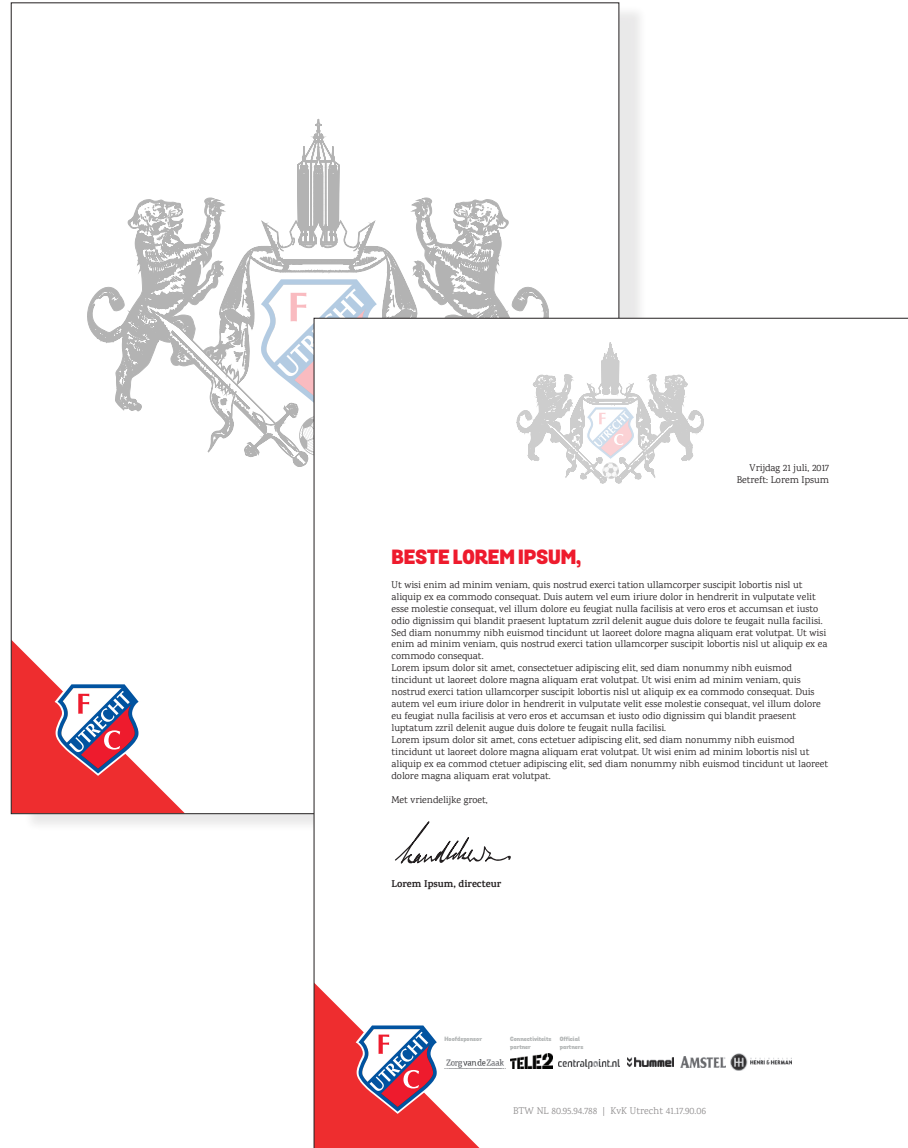 F
UTRECHT
F
UTRECHT
C
Vrijdag 21 juli, 2017
Betreft: Lorem Ipsum
BESTE LOREM IPSUM,
Ut wisi enim ad minim veniam, quis nostrud exerci tation ullamcorper suscipit lobortis nisl ut
aliquip ex ea commodo consequat. Duis autem vel eum iriure dolor in hendrerit in vulputate velit
esse molestie consequat, vel illum dolore eu feugiat nulla facilisis at vero eros et accumsan et iusto
odio dignissim qui blandit praesent luptatum zzril delenit augue duis dolore te feugait nulla facilisi.
Sed diam nonummy nibh euismod tincidunt ut laoreet dolore magna aliquam erat volutpat. Ut wisi
enim ad minim veniam, quis nostrud exerci tation ullamcorper suscipit lobortis nisl ut aliquip ex ea
commodo consequat.
Lorem ipsum dolor sit amet, consectetuer adipiscing elit, sed diam nonummy nibh euismod
tincidunt ut laoreet dolore magna aliquam erat volutpat. Ut wisi enim ad minim veniam, quis
nostrud exerci tation ullamcorper suscipit lobortis nisl ut aliquip ex ea commodo consequat. Duis
autem vel eum iriure dolor in hendrerit in vulputate velit esse molestie consequat, vel illum dolore
eu feugiat nulla facilisis at vero eros et accumsan et iusto odio dignissim qui blandit praesent
luptatum zzril delenit augue duis dolore te feugait nulla facilisi.
Lorem ipsum dolor sit amet, cons ectetuer adipiscing elit, sed diam nonummy nibh euismod
tincidunt ut laoreet dolore magna aliquam erat volutpat. Ut wisi enim ad minim lobortis nisl ut
aliquip ex ea commod ctetuer adipiscing elit, sed diam nonummy nibh euismod tincidunt ut laoreet
dolore magna aliquam erat volutpat.
Met vriendelijke groet,
Lorem Ipsum, directeur
F
UTRECHT
C
F
UTRECHT
C
Hoofdsponsor Connectiviteits Official
partner partners
ZorgvandeZaak TELE2 centralpoint.nl hummel AMSTEL HH HENRI & HERMAN
BTW NL 80.95.94.788 | KvK Utrecht 41.17.90.06